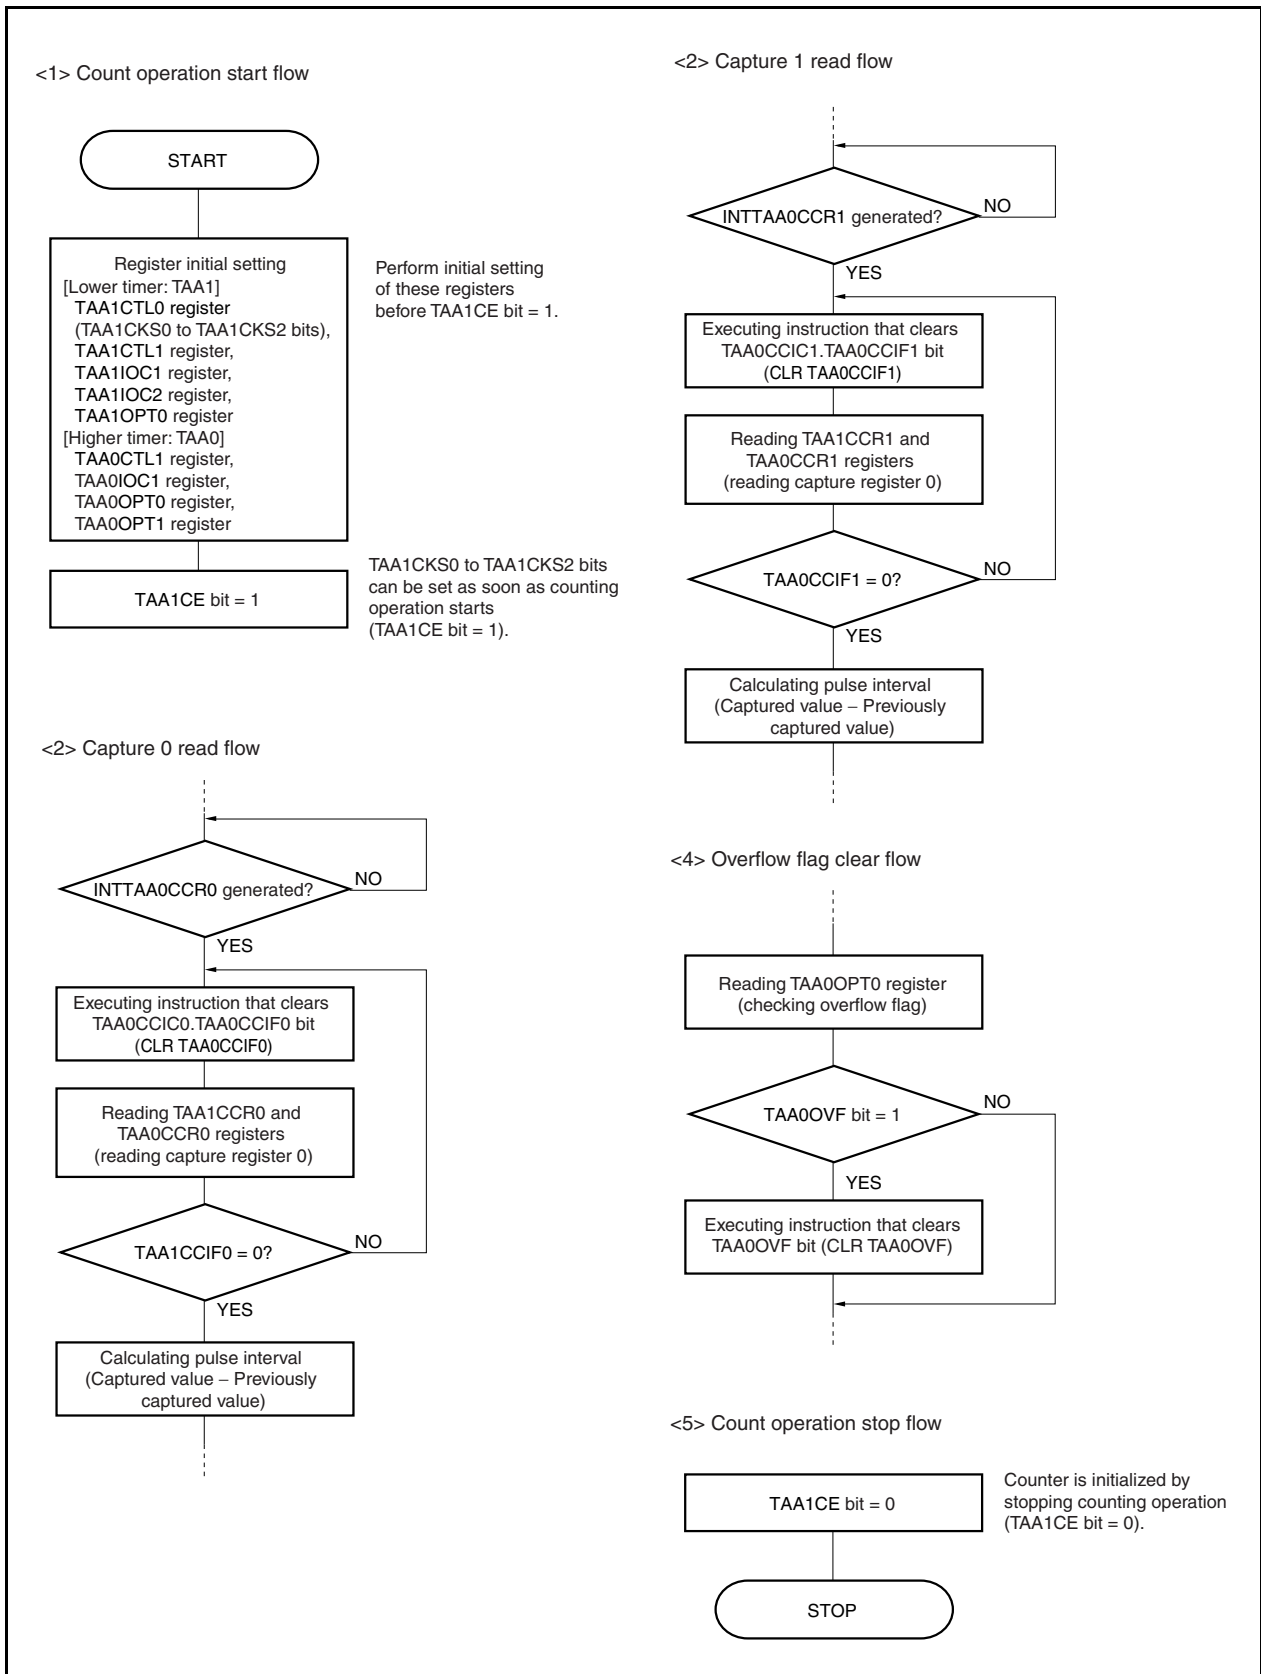 <1> Count operation start flow
START
Register initial setting
[Lower timer: TAA1]
TAA1CTL0 register
(TAA1CKS0 to TAA1CKS2 bits),
TAA1CTL1 register,
TAA1IOC1 register,
TAA1IOC2 register,
TAA1OPT0 register
[Higher timer: TAA0]
TAA0CTL1 register,
TAA0IOC1 register,
TAA0OPT0 register,
TAA0OPT1 register
Perform initial setting
of these registers
before TAA1CE bit = 1.
TAA1CE bit = 1
TAA1CKS0 to TAA1CKS2 bits
can be set as soon as counting
operation starts
(TAA1CE bit = 1).
<2> Capture 0 read flow
INTTAA0CCR0 generated?
NO
YES
Executing instruction that clears
TAA0CCIC0.TAA0CCIF0 bit
(CLR TAA0CCIF0)
Reading TAA1CCR0 and
TAA0CCR0 registers
(reading capture register 0)
TAA1CCIF0 = 0?
NO
YES
Calculating pulse interval
(Captured value − Previously
captured value)
<2> Capture 1 read flow
INTTAA0CCR1 generated?
NO
YES
Executing instruction that clears
TAA0CCIC1.TAA0CCIF1 bit
(CLR TAA0CCIF1)
Reading TAA1CCR1 and
TAA0CCR1 registers
(reading capture register 0)
TAA0CCIF1 = 0?
NO
YES
Calculating pulse interval
(Captured value − Previously
captured value)
<4> Overflow flag clear flow
Reading TAA0OPT0 register
(checking overflow flag)
TAA0OVF bit = 1
NO
YES
Executing instruction that clears
TAA0OVF bit (CLR TAA0OVF)
<5> Count operation stop flow
TAA1CE bit = 0
Counter is initialized by
stopping counting operation
(TAA1CE bit = 0).
STOP